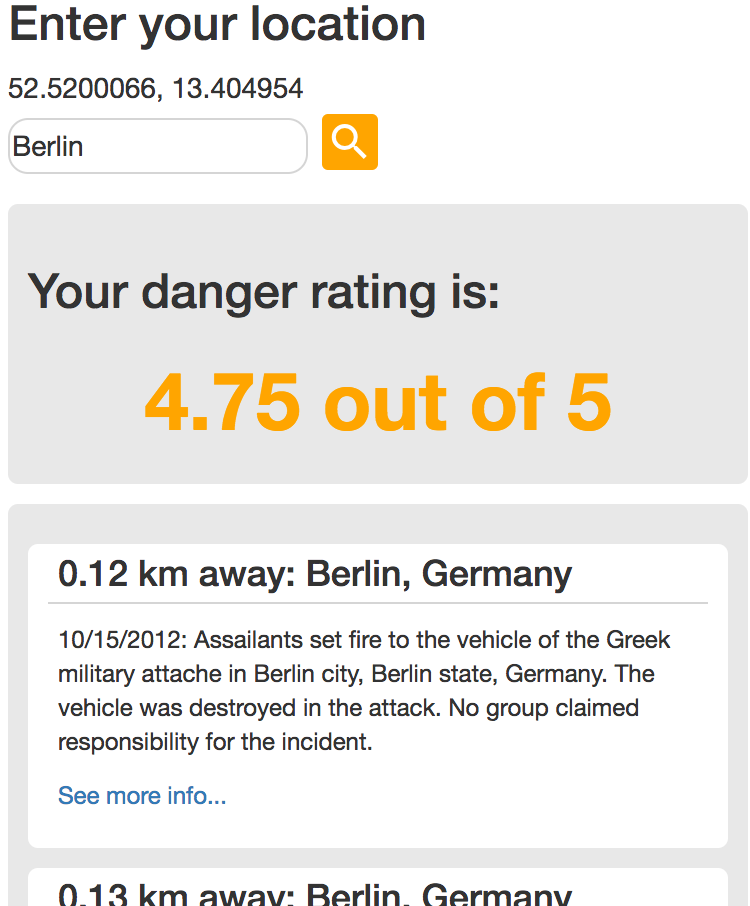 Enter your location
52.5200066, 13.404954
Berlin
Your danger rating is:
4.75 out of 5
0.12 km away: Berlin, Germany
10/15/2012: Assailants set fire to the vehicle of the Greek
military attache in Berlin city, Berlin state, Germany. The
vehicle was destroyed in the attack. No group claimed
responsibility for the incident.
See more info...
0.13 km away: Berlin, Germany